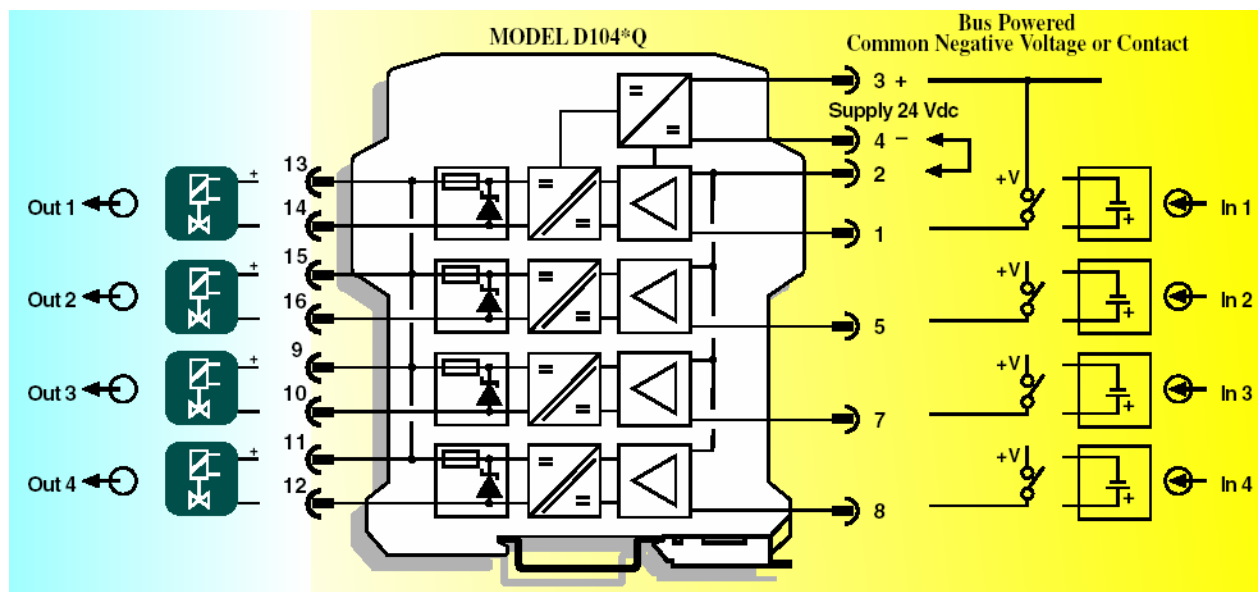 MODEL D104*Q
Bus Powered
Common Negative Voltage or Contact
3 +
Supply 24 Vdc
4 −
2
1
5
7
8
13
14
15
16
9
10
11
12
+
+
+
+
Out 1
Out 2
Out 3
Out 4
+V
+
In 1
+V
+
In 2
+V
+
In 3
+V
+
In 4